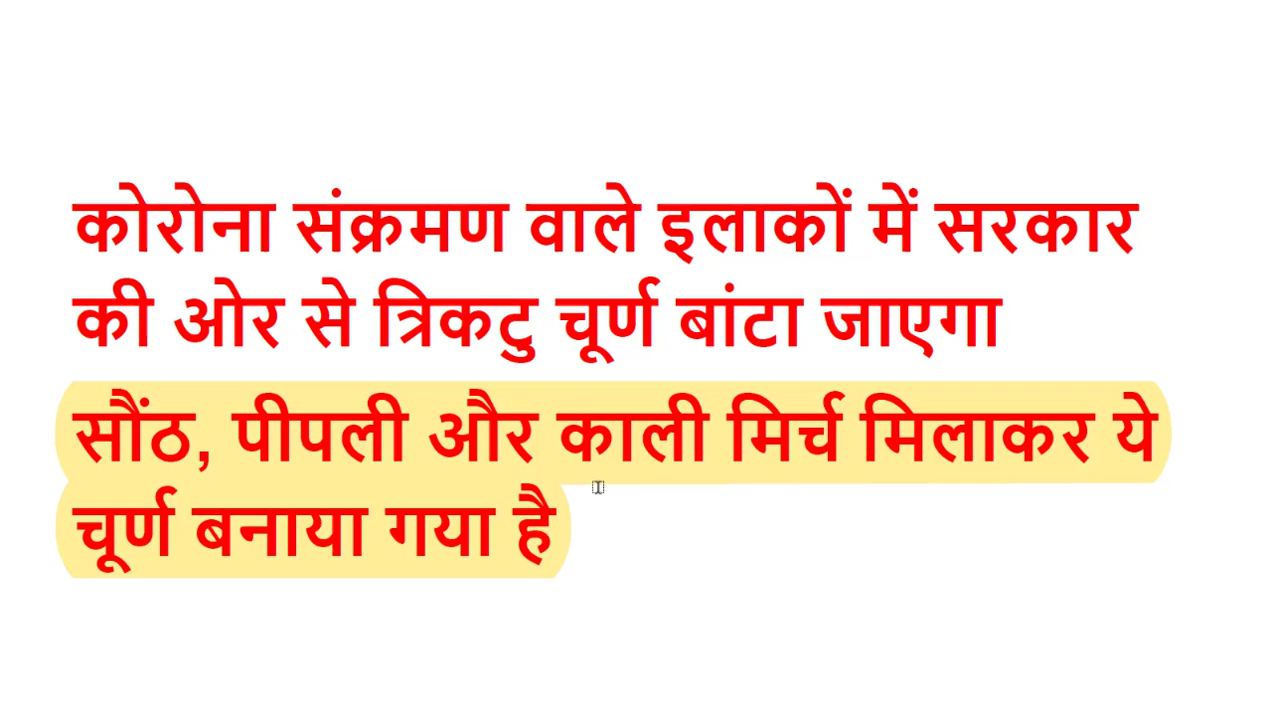 कोरोना संक्रमण वाले इलाकों में सरकार
की ओर से त्रिकटु चूर्ण बांटा जाएगा
सौंठ, पीपली और काली मिर्च मिलाकर ये
चूर्ण बनाया गया है